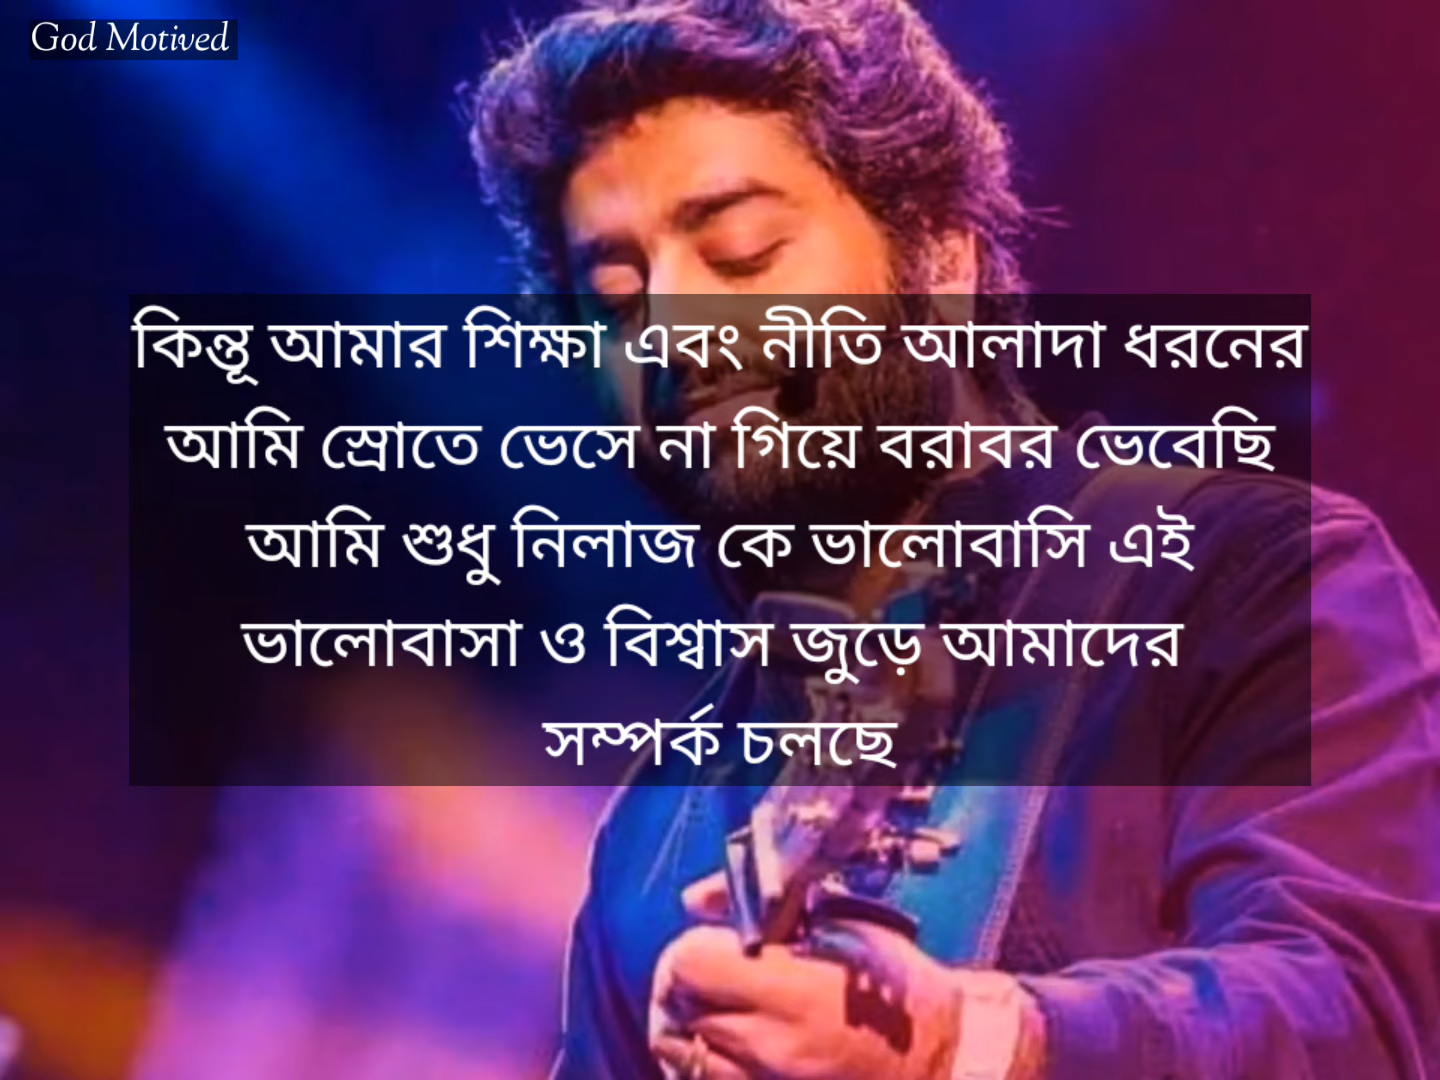 God Motived
কিন্তূ আমার শিক্ষা এবং নীতি আলাদা ধরনের
আমি স্রোতে ভেসে না গিয়ে বরাবর ভেবেছি
আমি শুধু নিলাজ কে ভালোবাসি এই
ভালোবাসা ও বিশ্বাস জুড়ে আমাদের
সম্পর্ক চলছে